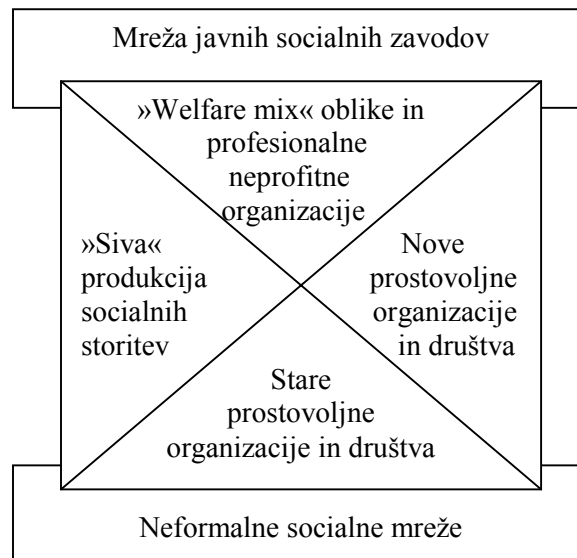 Mreža javnih socialnih zavodov
»Welfare mix« oblike in
profesionalne
neprofitne
organizacije
»Siva«
produkcija
socialnih
storitev
Nove
prostovoljne
organizacije
in društva
Stare
prostovoljne
organizacije in društva
Neformalne socialne mreže